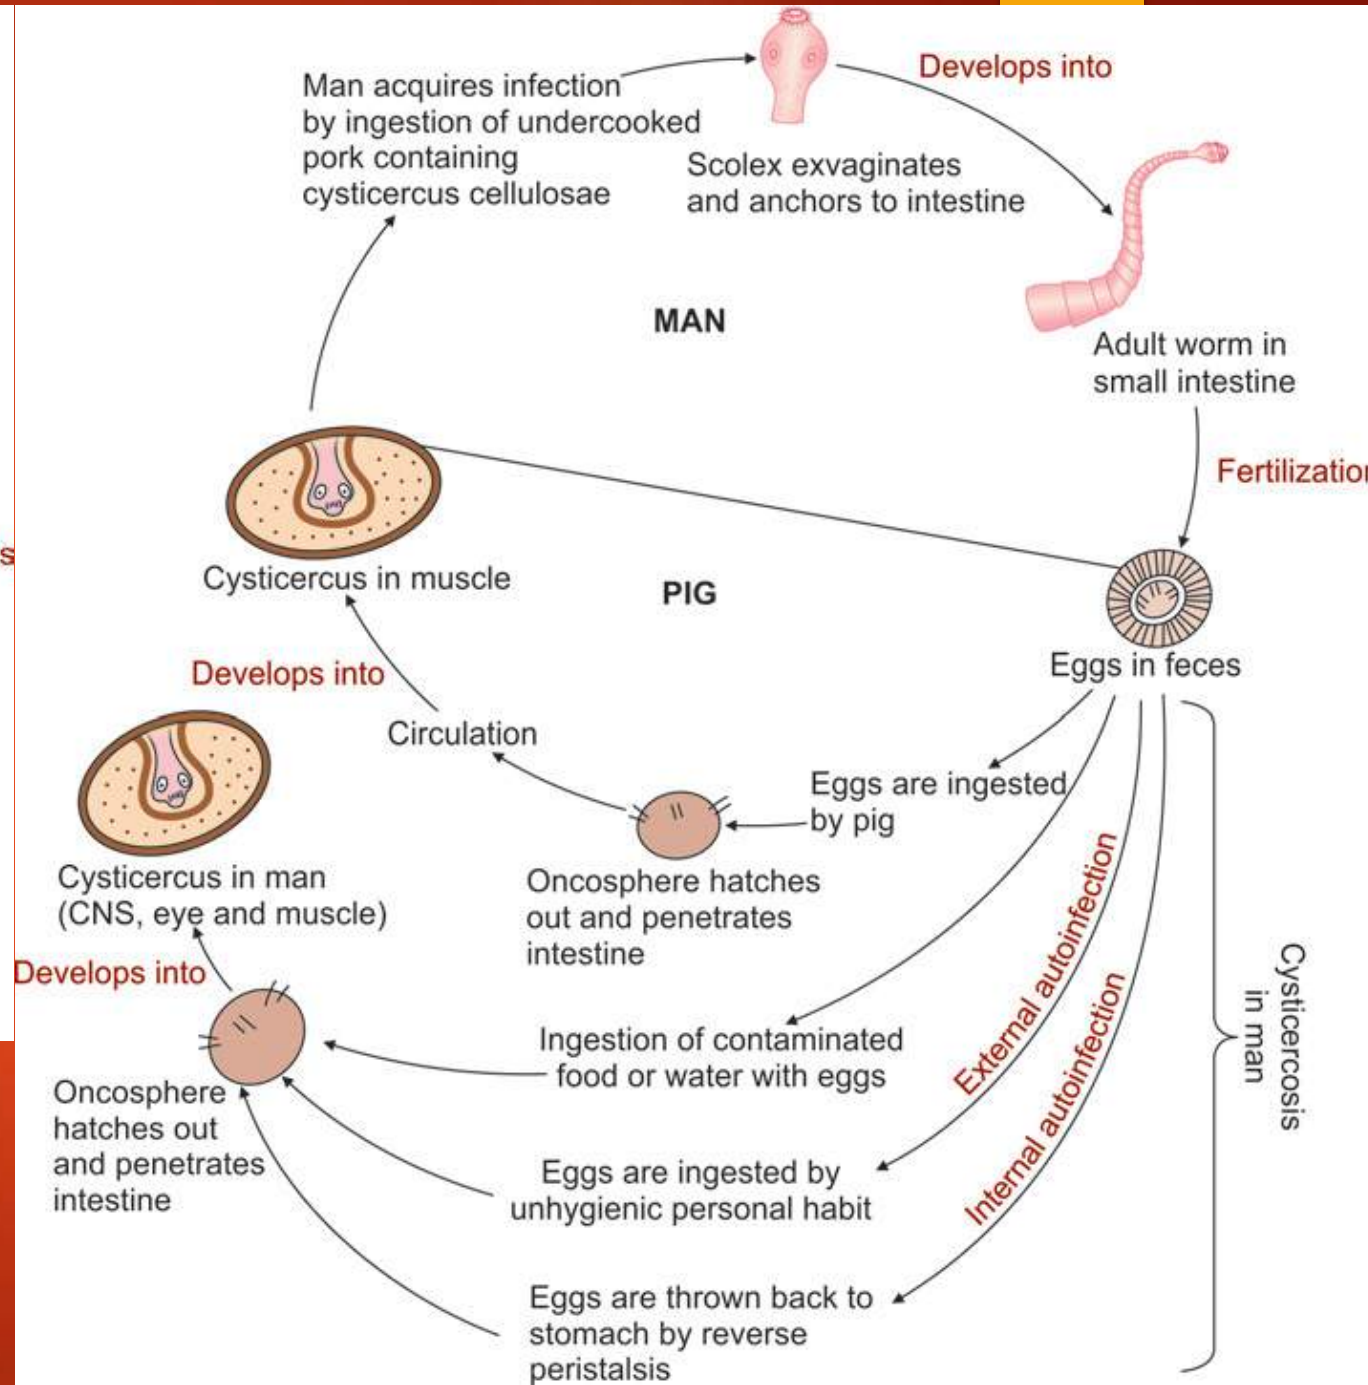 Man acquires infection
by ingestion of undercooked
pork containing
cysticercus cellulosae
Develops into
Scolex exvaginates
and anchors to intestine
MAN
Adult worm in
small intestine
Fertilization
s
Cysticercus in muscle
PIG
Eggs in feces
Develops into
Circulation
Eggs are ingested
by pig
Oncosphere hatches
out and penetrates
intestine
Cysticercus in man
(CNS, eye and muscle)
Develops into
Oncosphere
hatches out
and penetrates
intestine
Ingestion of contaminated
food or water with eggs
External autoinfection
Internal autoinfection
Eggs are ingested by
unhygienic personal habit
Eggs are thrown back to
stomach by reverse
peristalsis
Cysticercosis
in man